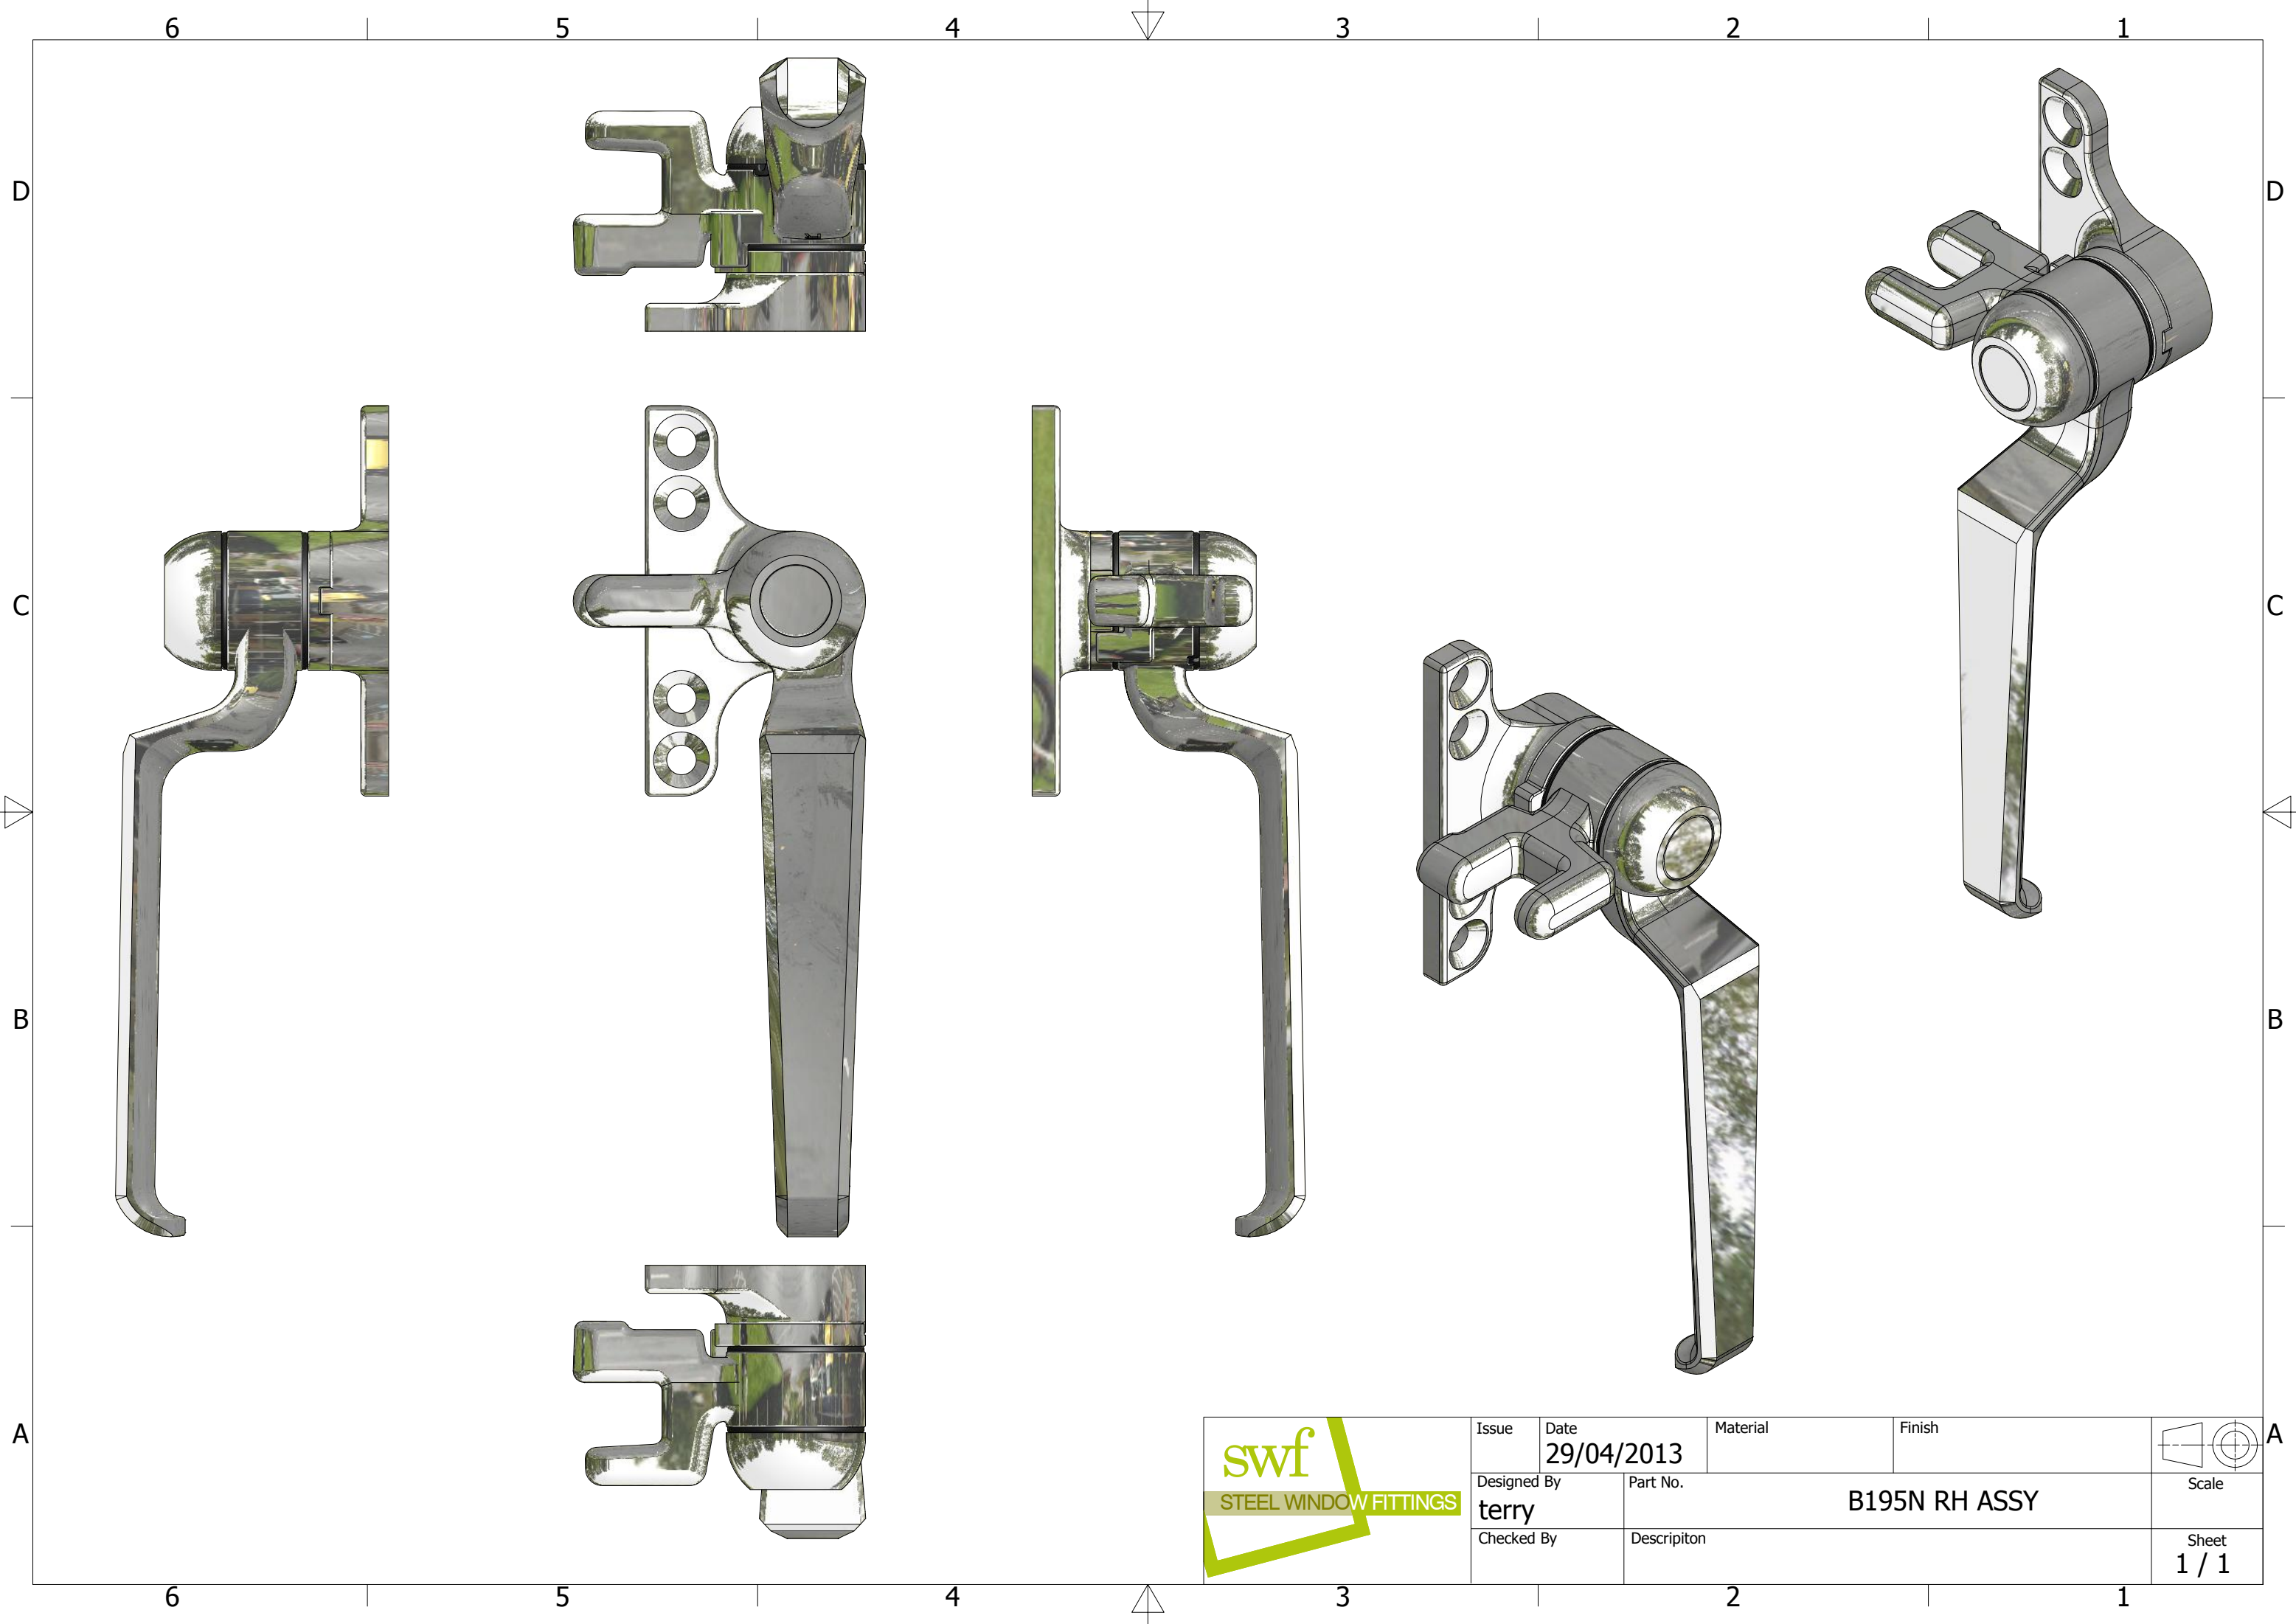 6 5 4 3 2 1
D D
C C
B B
A A
swf
STEEL WINDOW FITTINGS
Issue
Date
29/04/2013
Material
Finish
Designed By
terry
Part No.
B195N RH ASSY
Scale
Checked By
Descripiton
Sheet
1 / 1
6 5 4 3 2 1